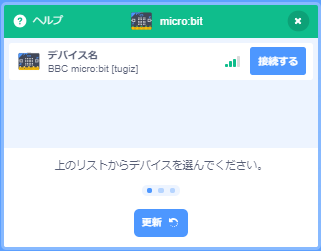 ヘルプ
micro:bit
デバイス名
BBC micro:bit [tugiz]
接続する
上のリストからデバイスを選んでください。
更新